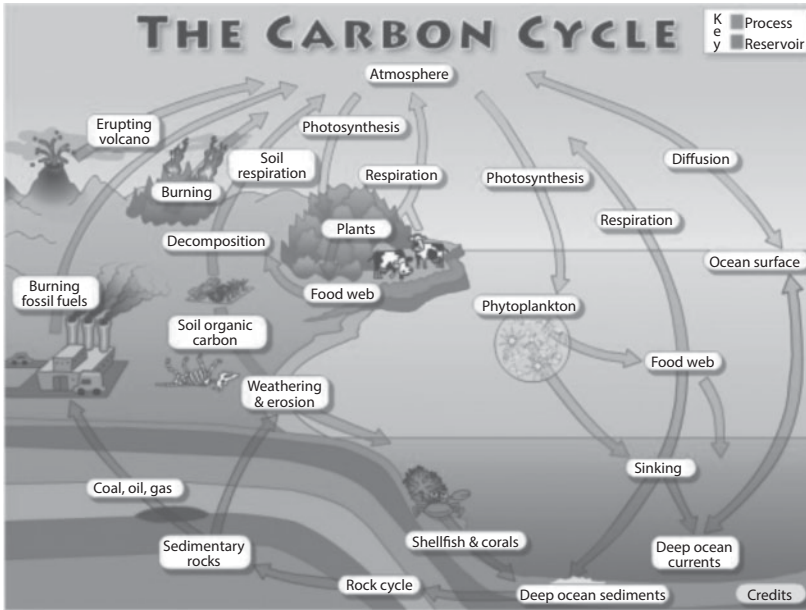 THE CARBON CYCLE
Key
Process
Reservoir
Atmosphere
Erupting
volcano
Photosynthesis
Soil
respiration
Respiration
Photosynthesis
Diffusion
Burning
Respiration
Plants
Decomposition
Ocean surface
Burning
fossil fuels
Food web
Phytoplankton
Soil organic
carbon
Food web
Weathering
& erosion
Sinking
Coal, oil, gas
Shellfish & corals
Sedimentary
rocks
Deep ocean
currents
Rock cycle
Deep ocean sediments
Credits